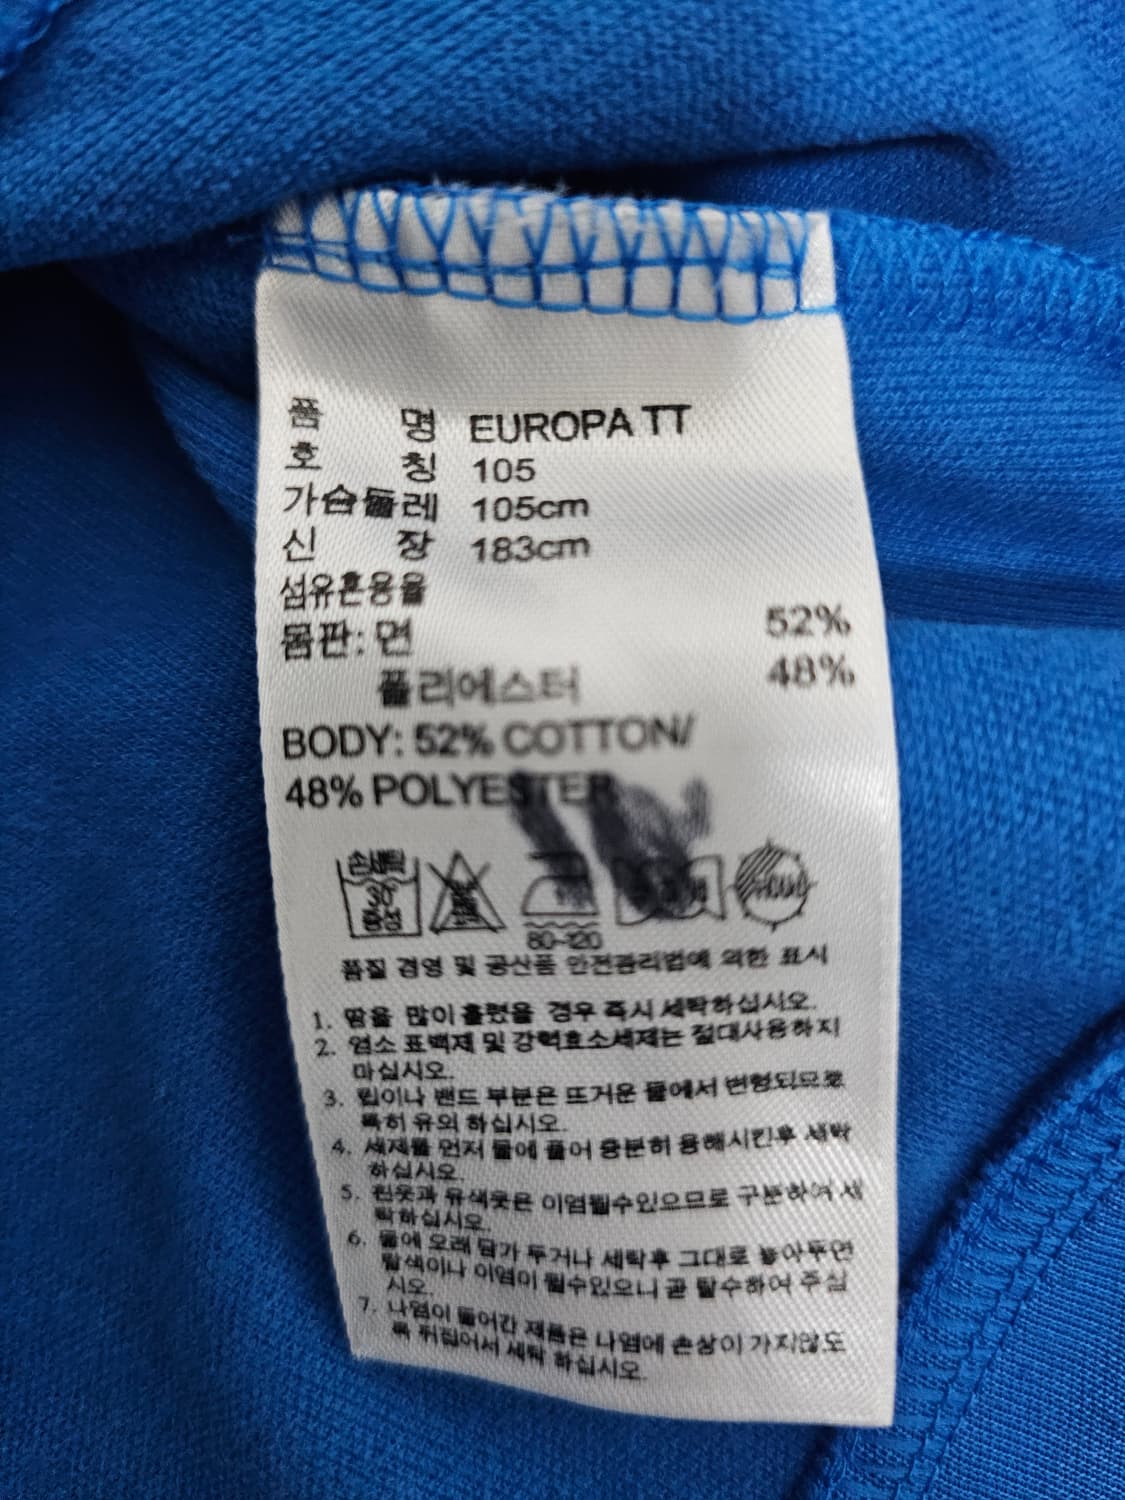 품 명 EUROPA TT
호 칭 105
가슴둘레 105cm
신 장 183cm
섬유혼용율
몸판: 면 52%
폴리에스터 48%
BODY: 52% COTTON/
48% POLYESTER
손세탁
30
중성
80-120
품질 경영 및 공산품 안전관리법에 의한 표시
1. 땀을 많이 흘렸을 경우 즉시 세탁하십시오.
2. 염소 표백제 및 강력효소세제는 절대사용하지
마십시오.
3. 립이나 밴드 부분은 뜨거운 물에서 변형되므로
특히 유의 하십시오.
4. 세제를 먼저 물에 풀어 충분히 용해시킨후 세탁
하십시오.
5. 흰옷과 유색옷은 이염될수있으므로 구분하여 세
탁하십시오.
6. 물에 오래 담가 두거나 세탁후 그대로 놓아두면
탈색이나 이염이 될수있으니 곧 탈수하여 주십
시오.
7. 나염이 들어간 제품은 나염에 손상이 가지않도
록 뒤집어서 세탁 하십시오.